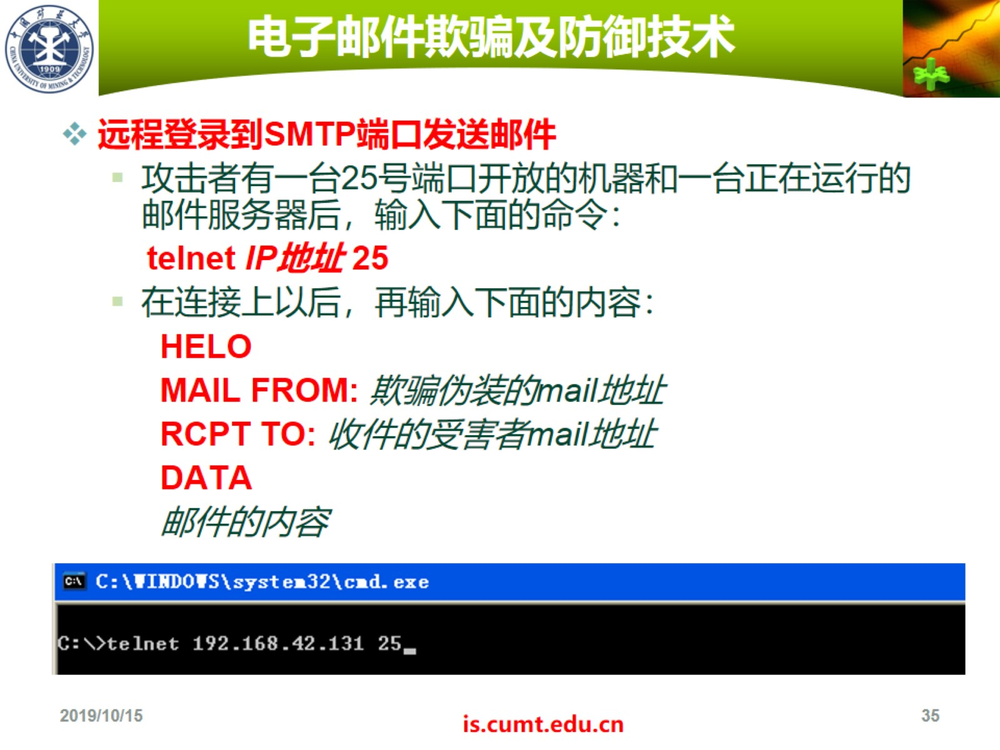 电子邮件欺骗及防御技术
中国矿业大学
CHINA UNIVERSITY OF MINING & TECHNOLOGY
1909
远程登录到SMTP端口发送邮件
攻击者有一台25号端口开放的机器和一台正在运行的
邮件服务器后，输入下面的命令：
telnet IP地址 25
在连接上以后，再输入下面的内容：
HELO
MAIL FROM: 欺骗伪装的mail地址
RCPT TO: 收件的受害者mail地址
DATA
邮件的内容
C:\WINDOWS\system32\cmd.exe
C:\>telnet 192.168.42.131 25_
2019/10/15
is.cumt.edu.cn
35